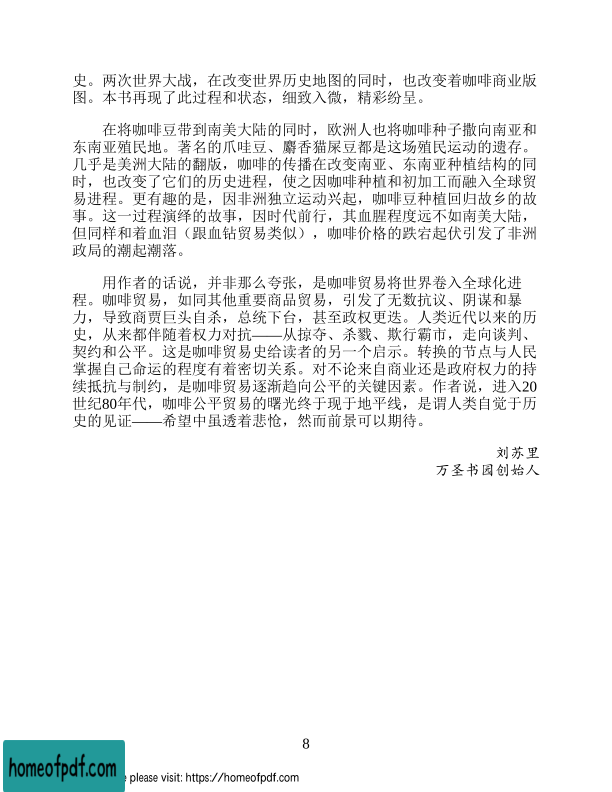 史。两次世界大战，在改变世界历史地图的同时，也改变着咖啡商业版
图。本书再现了此过程和状态，细致入微，精彩纷呈。
在将咖啡豆带到南美大陆的同时，欧洲人也将咖啡种子撒向南亚和
东南亚殖民地。著名的爪哇豆、麝香猫屎豆都是这场殖民运动的遗存。
几乎是美洲大陆的翻版，咖啡的传播在改变南亚、东南亚种植结构的同
时，也改变了它们的历史进程，使之因咖啡种植和初加工而融入全球贸
易进程。更有趣的是，因非洲独立运动兴起，咖啡豆种植回归故乡的故
事。这一过程演绎的故事，因时代前行，其血腥程度远不如南美大陆，
但同样和着血泪（跟血钻贸易类似），咖啡价格的跌宕起伏引发了非洲
政局的潮起潮落。
用作者的话说，并非那么夸张，是咖啡贸易将世界卷入全球化进
程。咖啡贸易，如同其他重要商品贸易，引发了无数抗议、阴谋和暴
力，导致商贾巨头自杀，总统下台，甚至政权更迭。人类近代以来的历
史，从来都伴随着权力对抗——从掠夺、杀戮、欺行霸市，走向谈判、
契约和公平。这是咖啡贸易史给读者的另一个启示。转换的节点与人民
掌握自己命运的程度有着密切关系。对不论来自商业还是政府权力的持
续抵抗与制约，是咖啡贸易逐渐趋向公平的关键因素。作者说，进入20
世纪80年代，咖啡公平贸易的曙光终于现于地平线，是谓人类自觉于历
史的见证——希望中虽透着悲怆，然而前景可以期待。
刘苏里
万圣书园创始人
8
homeofpdf.com
please visit: https://homeofpdf.com